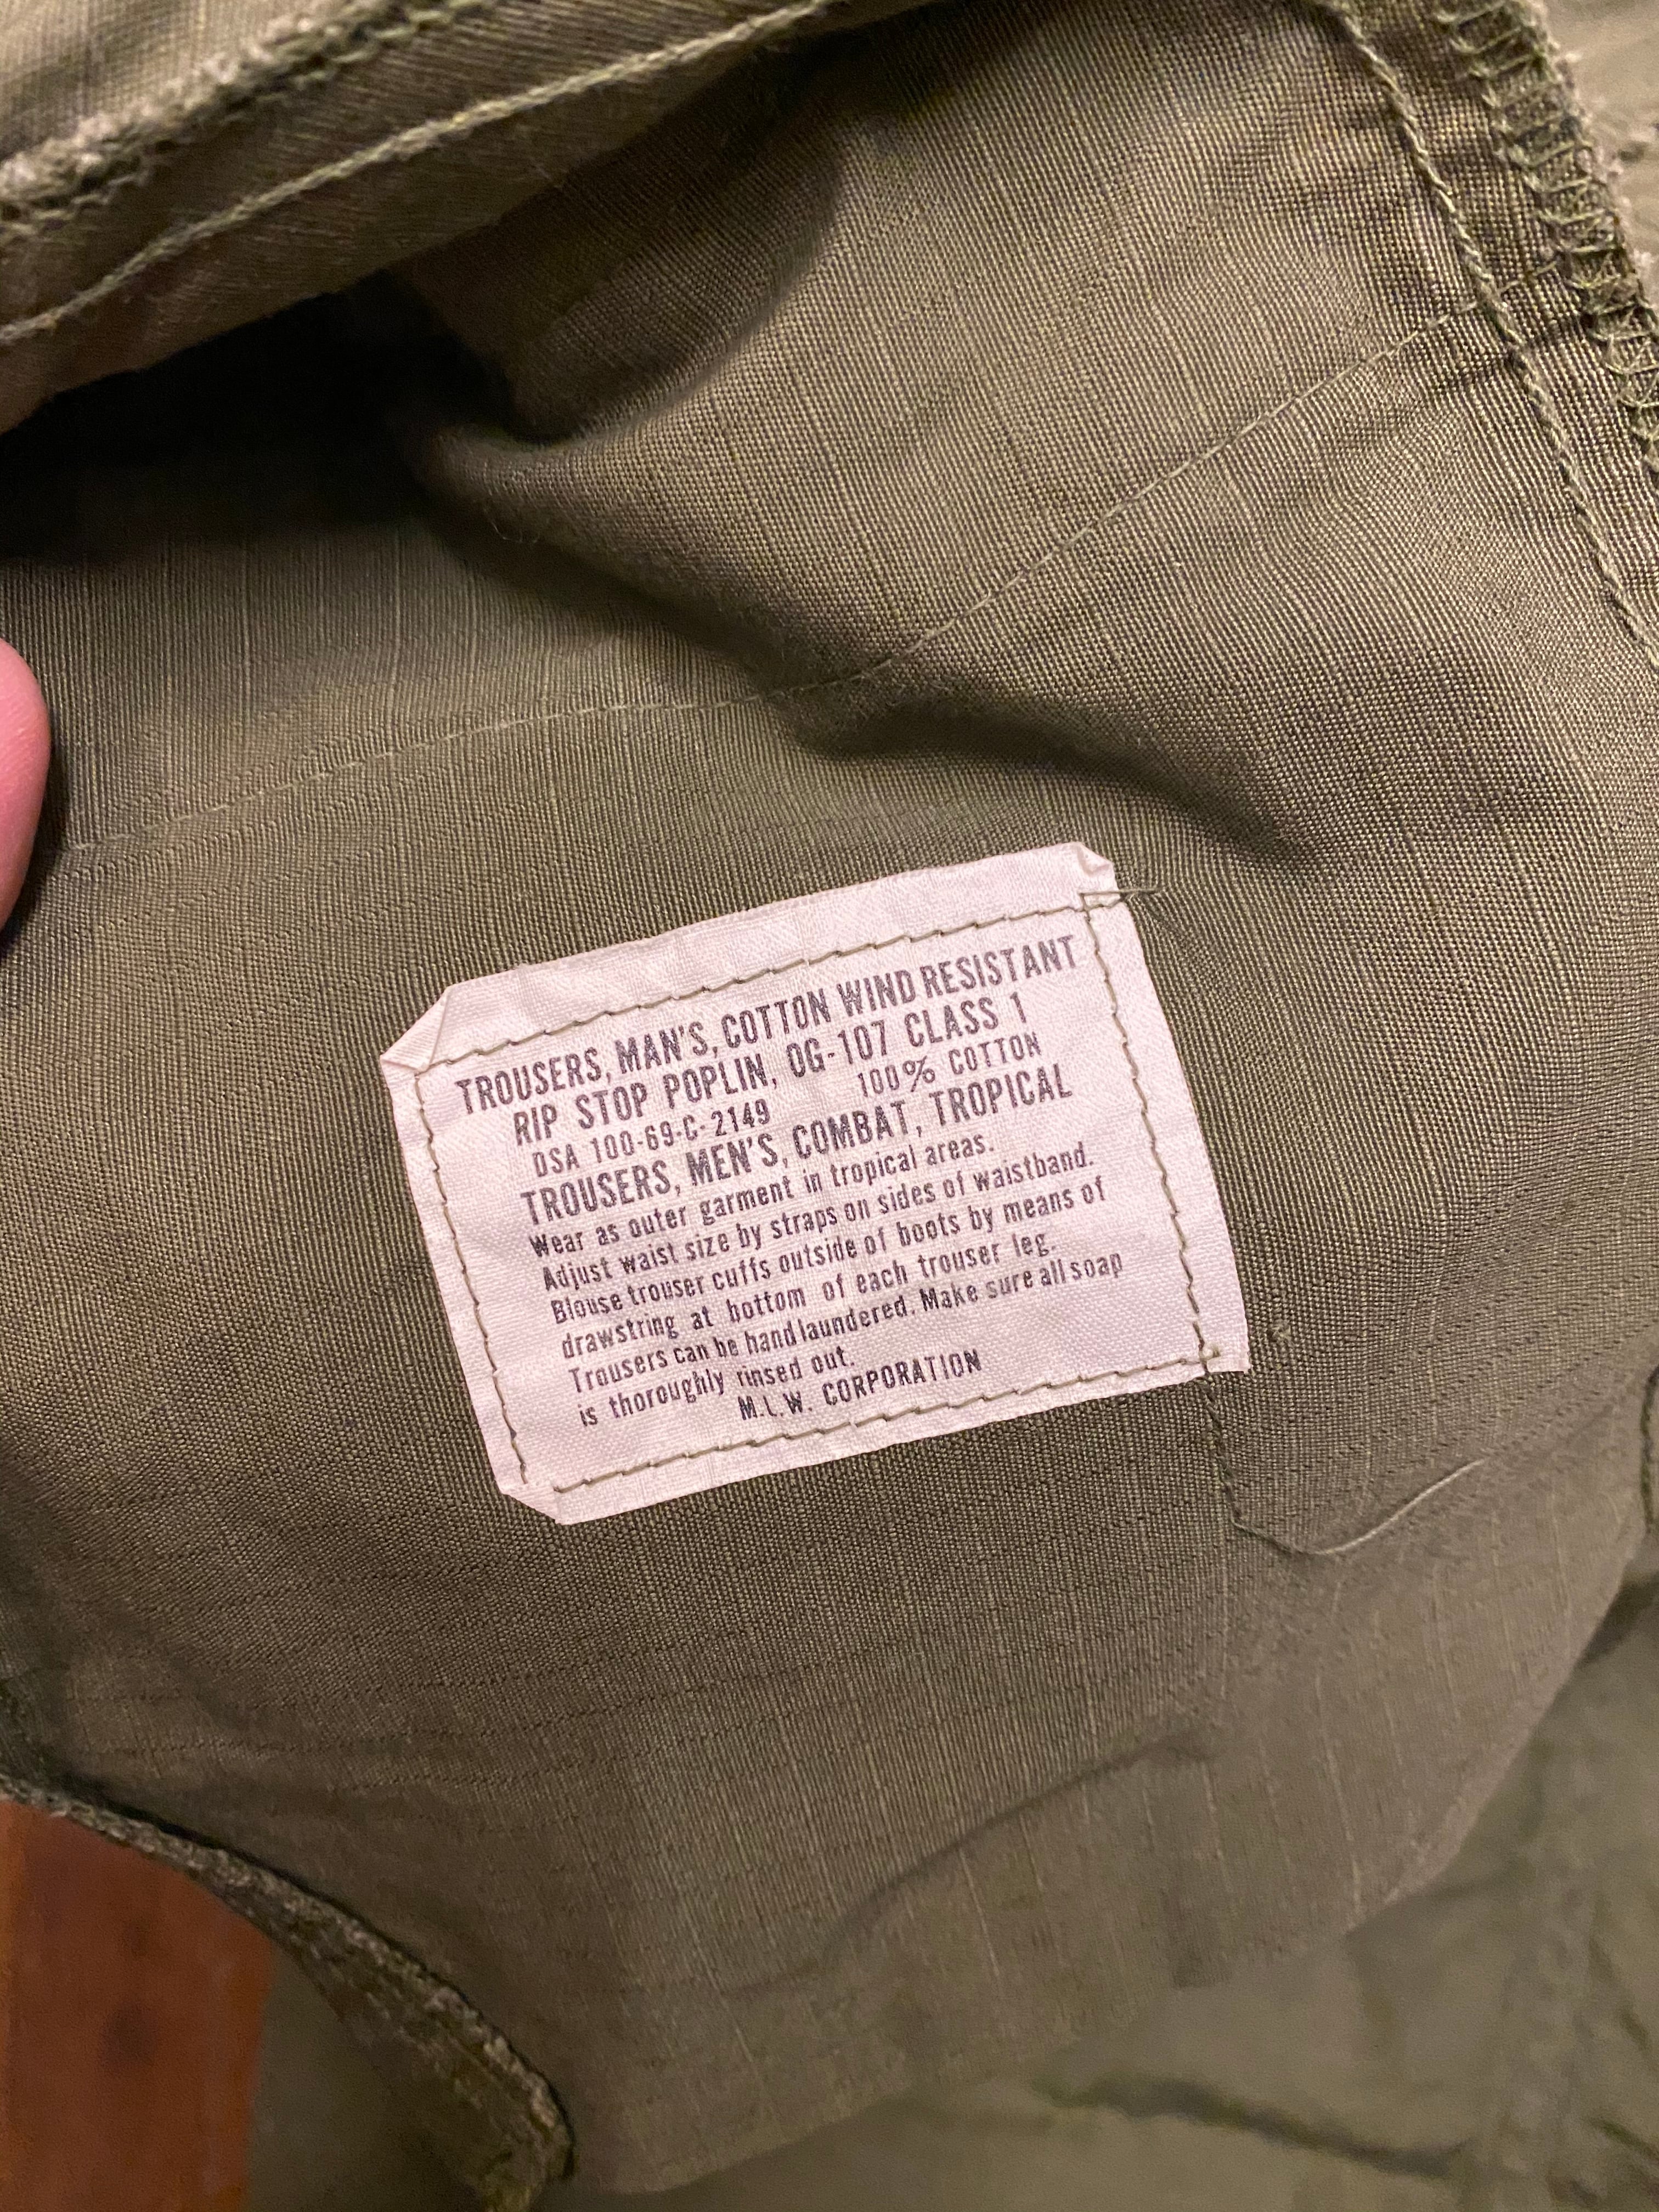 TROUSERS, MAN'S, COTTON WIND RESISTANT
RIP STOP POPLIN, OG-107 CLASS 1
DSA 100-69-C-2149 100% COTTON
TROUSERS, MEN'S, COMBAT, TROPICAL
Wear as outer garment in tropical areas.
Adjust waist size by straps on sides of waistband.
Blouse trouser cuffs outside of boots by means of
drawstring at bottom of each trouser leg.
Trousers can be hand laundered. Make sure all soap
is thoroughly rinsed out.
M.L.W. CORPORATION